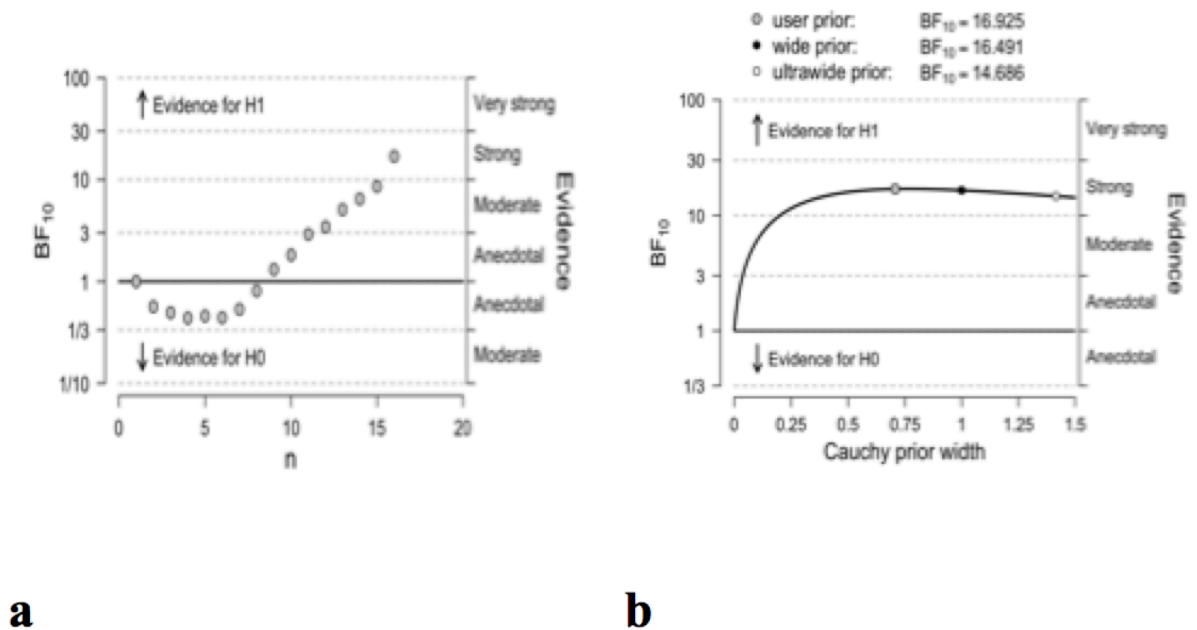 100
30
10
3
1
1/3
1/10
BF10
Evidence for H1
Evidence for H0
Very strong
Strong
Moderate
Anecdotal
Anecdotal
Moderate
Evidence
0 5 10 15 20
n
a
user prior: BF10 = 16.925
wide prior: BF10 = 16.491
ultrawide prior: BF10 = 14.686
100
30
10
3
1
1/3
BF10
Evidence for H1
Evidence for H0
Very strong
Strong
Moderate
Anecdotal
Anecdotal
Evidence
0 0.25 0.5 0.75 1 1.25 1.5
Cauchy prior width
b